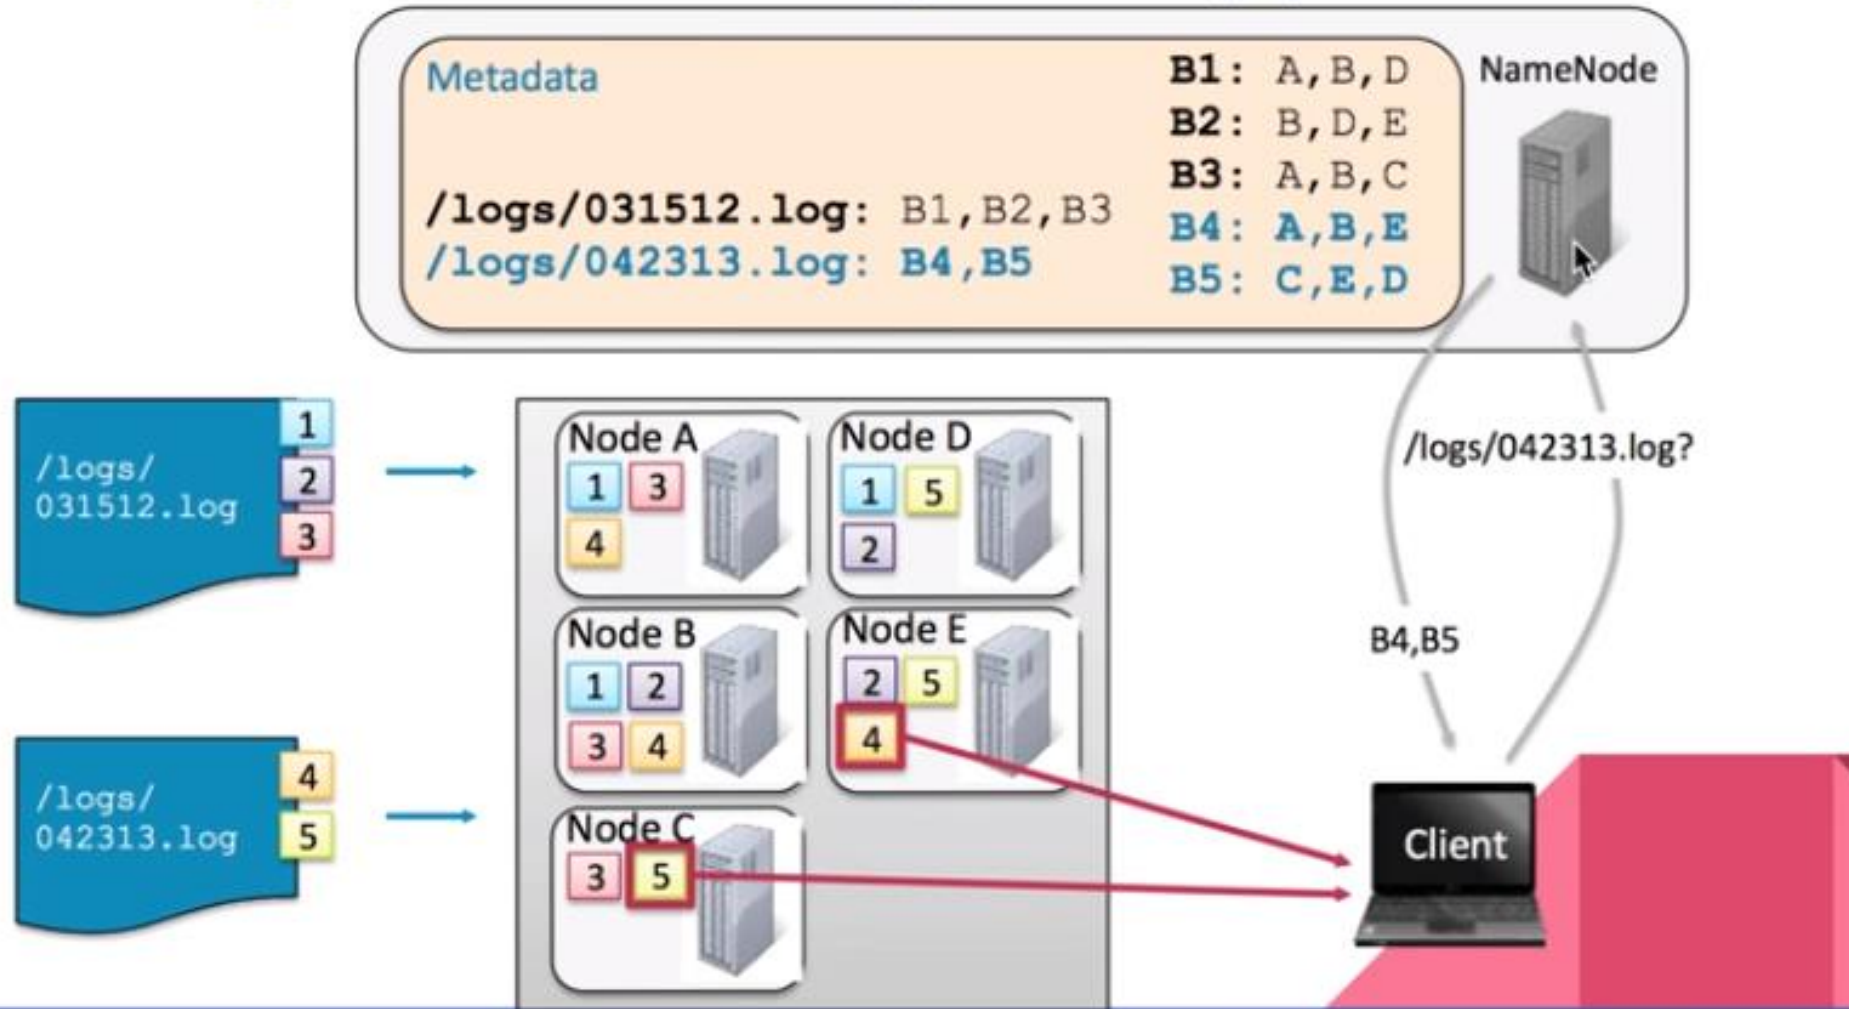 Metadata
/logs/031512.log: B1,B2,B3
/logs/042313.log: B4,B5
B1: A,B,D
B2: B,D,E
B3: A,B,C
B4: A,B,E
B5: C,E,D
NameNode
/logs/
031512.log
1
2
3
/logs/
042313.log
4
5
Node A
1 3
4
Node D
1 5
2
Node B
1 2
3 4
Node E
2 5
4
Node C
3 5
/logs/042313.log?
B4,B5
Client